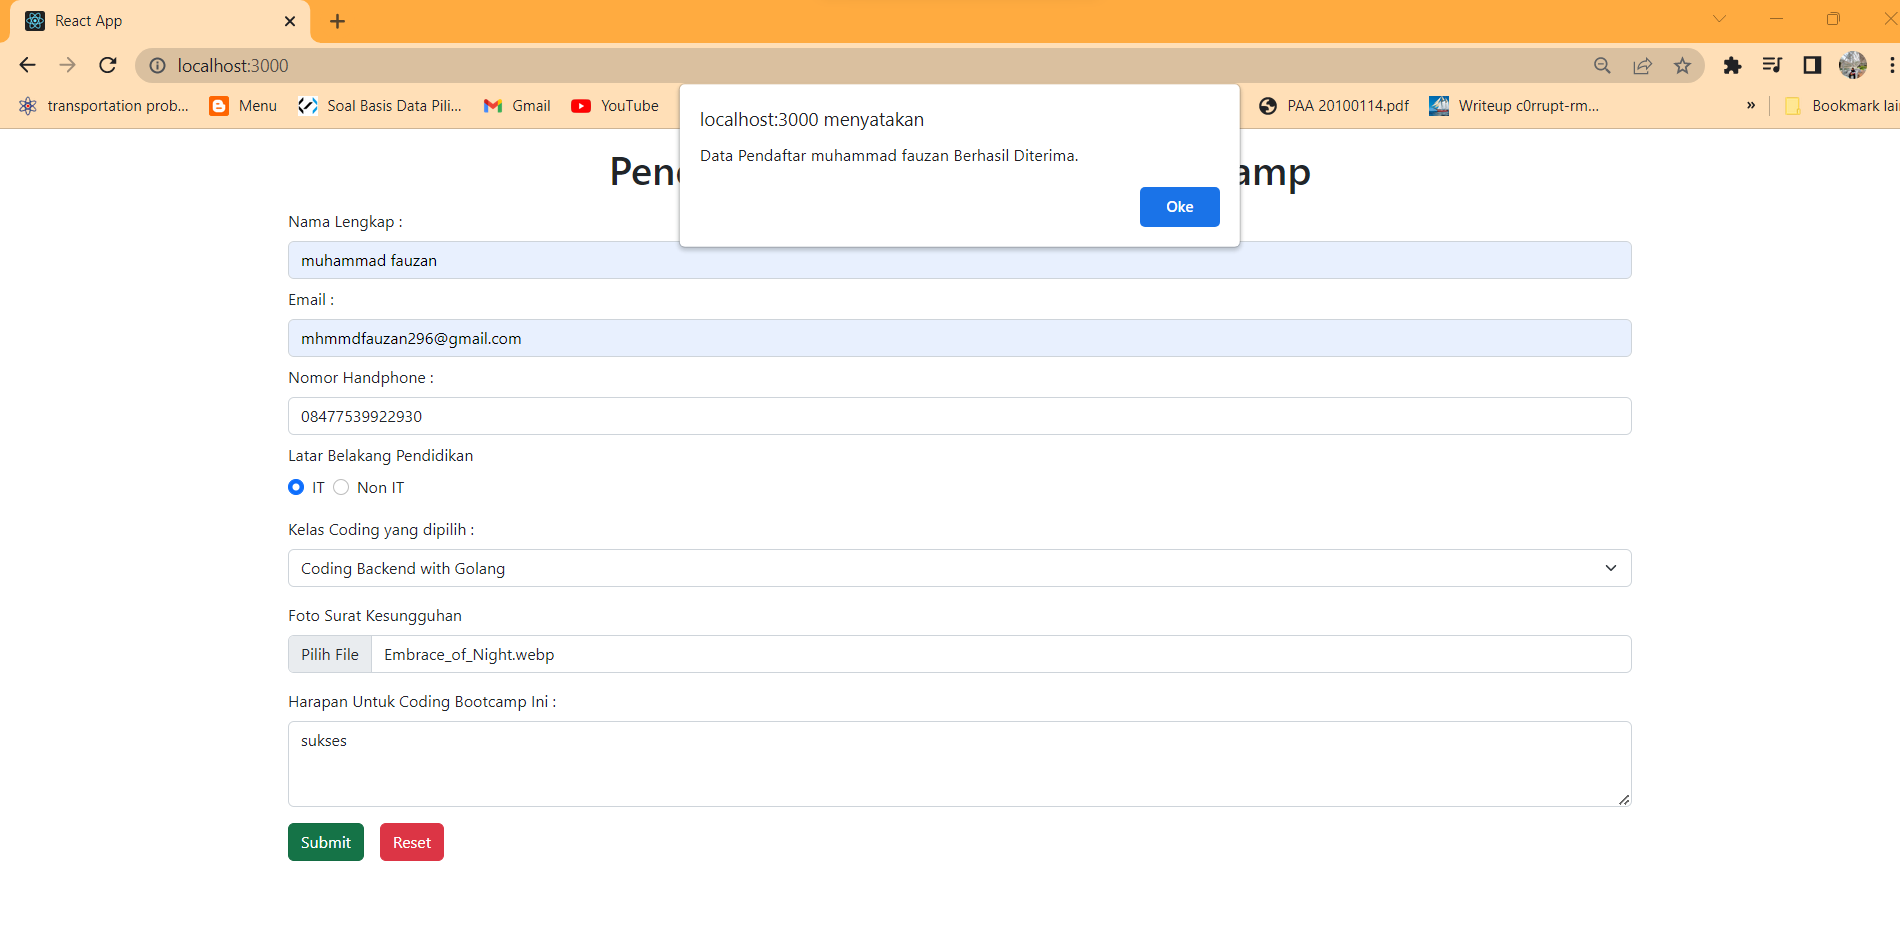 React App
localhost:3000
transportation prob... Menu Soal Basis Data Pili... Gmail YouTube PAA 20100114.pdf Writeup c0rrupt-rm... » Bookmark lai
localhost:3000 menyatakan
Data Pendaftar muhammad fauzan Berhasil Diterima.
Oke
Nama Lengkap :
muhammad fauzan
Email :
mhmmdfauzan296@gmail.com
Nomor Handphone :
08477539922930
Latar Belakang Pendidikan
IT Non IT
Kelas Coding yang dipilih :
Coding Backend with Golang
Foto Surat Kesungguhan
Pilih File Embrace_of_Night.webp
Harapan Untuk Coding Bootcamp Ini :
sukses
Submit Reset